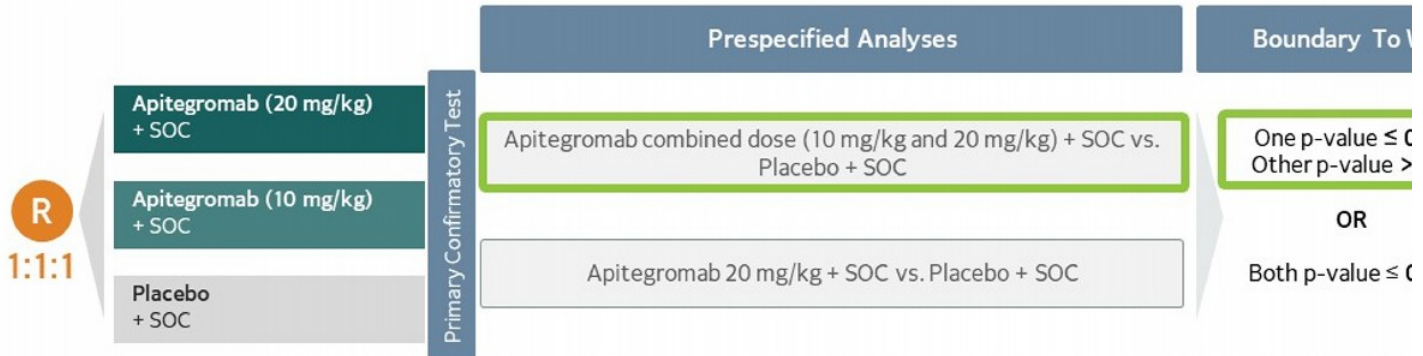 Prespecified Analyses
Boundary To
Apitegromab (20 mg/kg)
+ SOC
Apitegromab (10 mg/kg)
+ SOC
Placebo
+ SOC
R
1:1:1
Primary Confirmatory Test
Apitegromab combined dose (10 mg/kg and 20 mg/kg) + SOC vs.
Placebo + SOC
Apitegromab 20 mg/kg + SOC vs. Placebo + SOC
One p-value ≤
Other p-value >
OR
Both p-value ≤